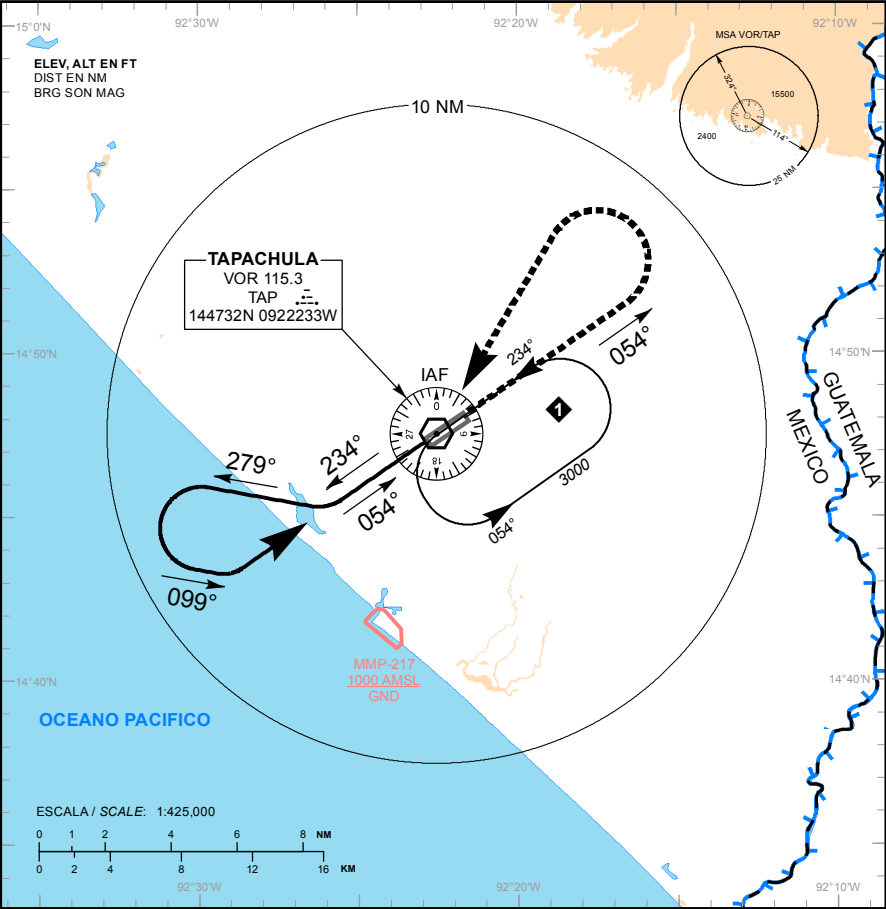 92°30'W
92°20'W
92°10'W
15°0'N
ELEV, ALT EN FT
DIST EN NM
BRG SON MAG
MSA VOR/TAP
324°
15500
2400
114°
25 NM
10 NM
TAPACHULA
VOR 115.3
TAP
144732N 0922233W
14°50'N
14°50'N
234°
054°
IAF
0
9
18
27
1
GUATEMALA
MEXICO
279°
234°
054°
3000
054°
099°
MMP-217
1000 AMSL
GND
14°40'N
14°40'N
OCEANO PACIFICO
ESCALA / SCALE: 1:425,000
0 1 2 4 6 8 NM
0 2 4 8 12 16 KM
92°30'W
92°20'W
92°10'W